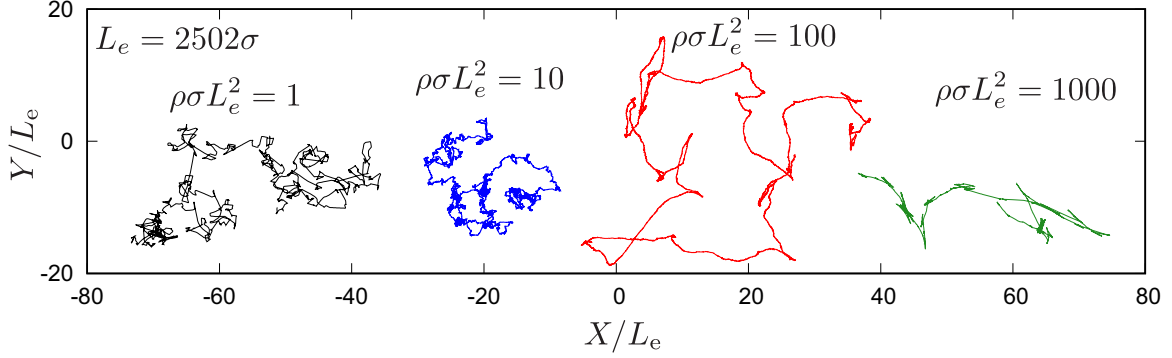 20
L_e = 2502σ
ρσL_e^2 = 1
ρσL_e^2 = 10
ρσL_e^2 = 100
ρσL_e^2 = 1000
Y/L_e
0
-20
-80 -60 -40 -20 0 20 40 60 80
X/L_e